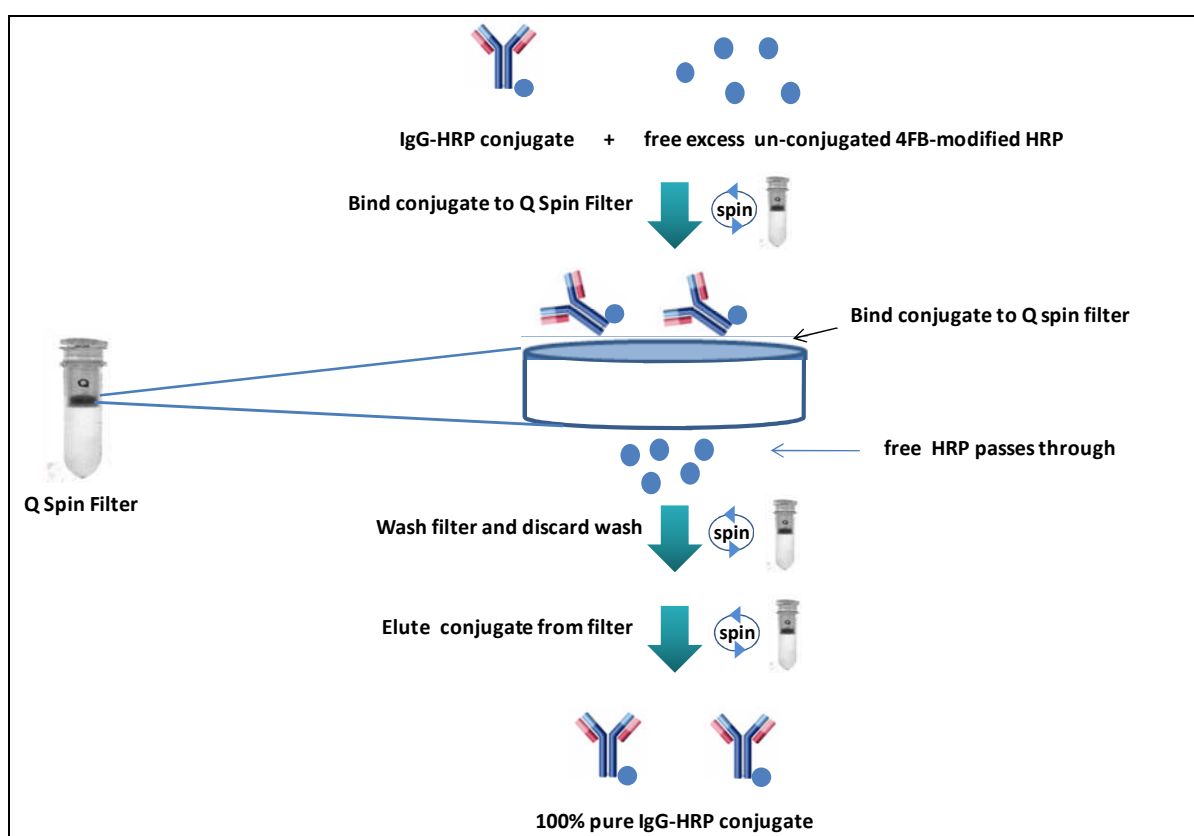 IgG-HRP conjugate + free excess un-conjugated 4FB-modified HRP
Bind conjugate to Q Spin Filter
spin
Q
Bind conjugate to Q spin filter
Q
free HRP passes through
Q Spin Filter
Wash filter and discard wash
spin
Q
Elute conjugate from filter
spin
Q
100% pure IgG-HRP conjugate